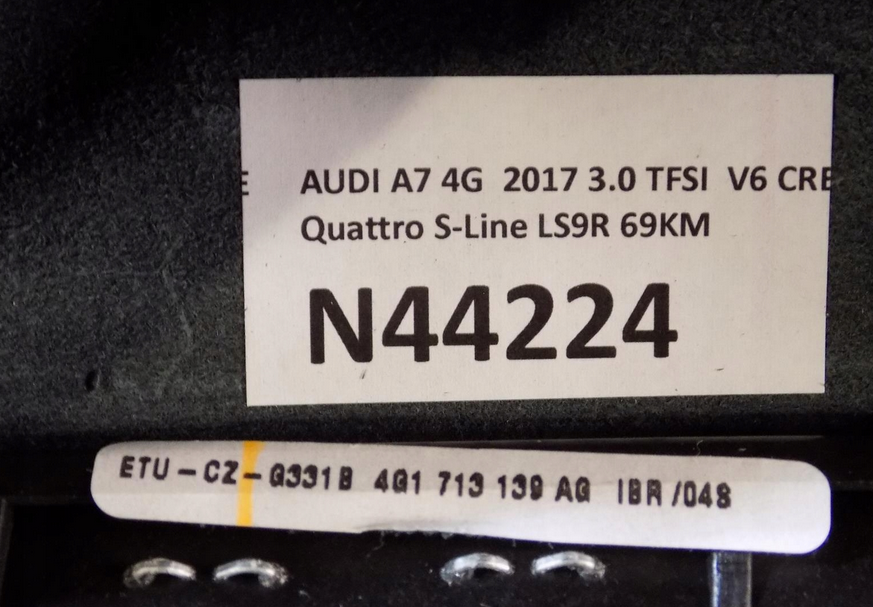 E AUDI A7 4G 2017 3.0 TFSI V6 CRE
Quattro S-Line LS9R 69KM
N44224
ETU-CZ-G331B 4G1 713 139 AG IBR/048